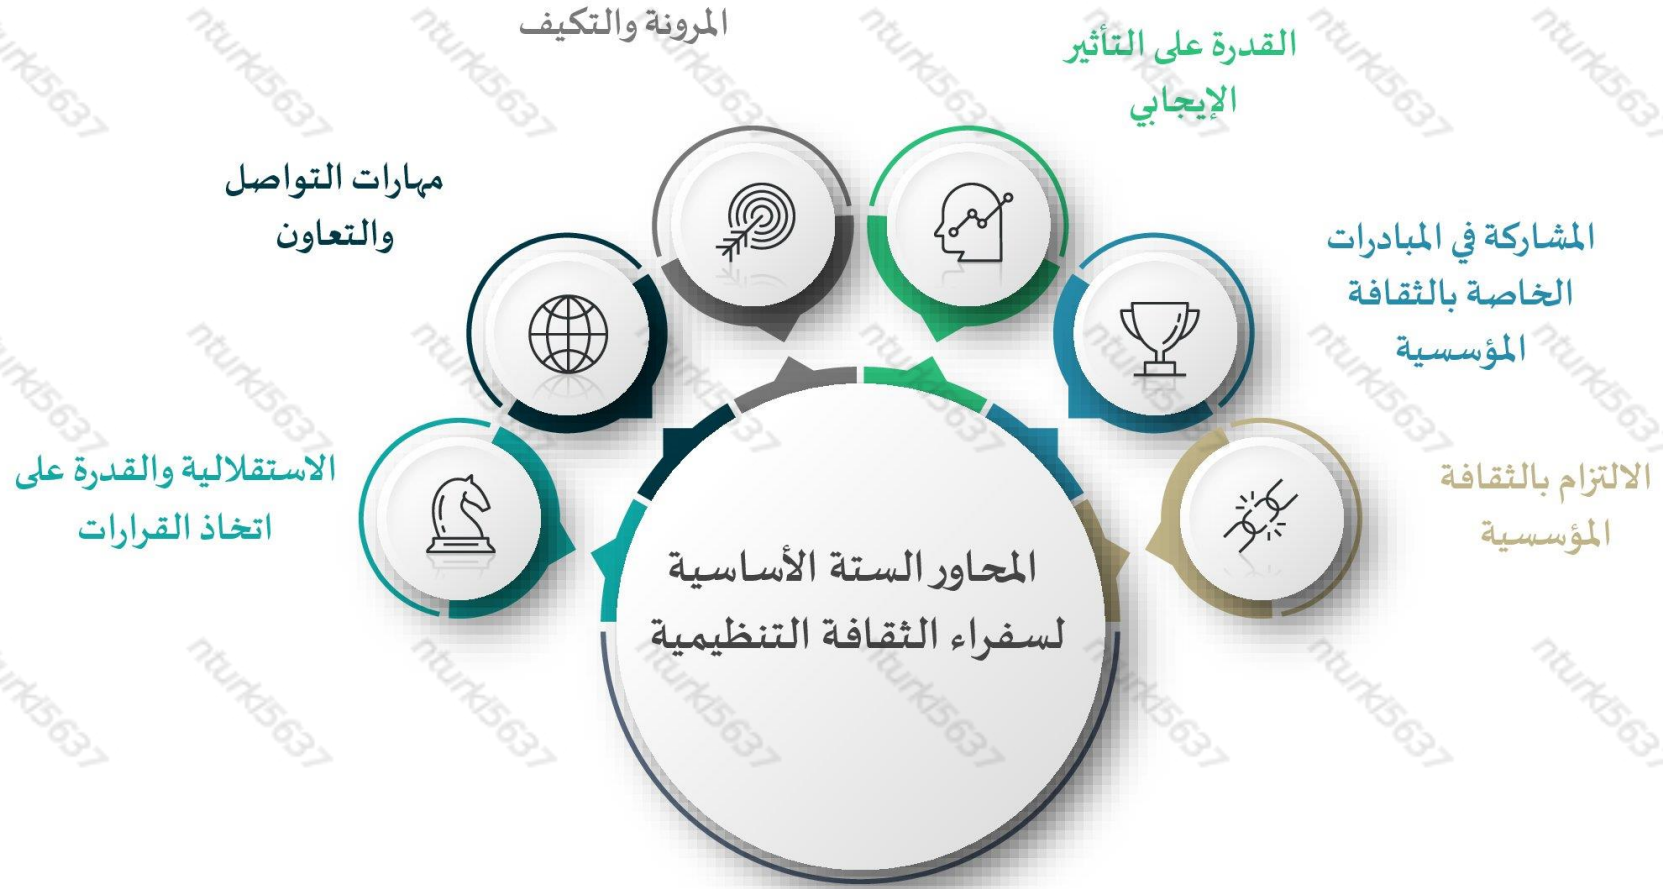 المرونة والتكيف
القدرة على التأثير
الإيجابي
مهارات التواصل
والتعاون
المشاركة في المبادرات
الخاصة بالثقافة
المؤسسية
الاستقلالية والقدرة على
اتخاذ القرارات
الالتزام بالثقافة
المؤسسية
المحاور الستة الأساسية
لسفراء الثقافة التنظيمية
nturki5637